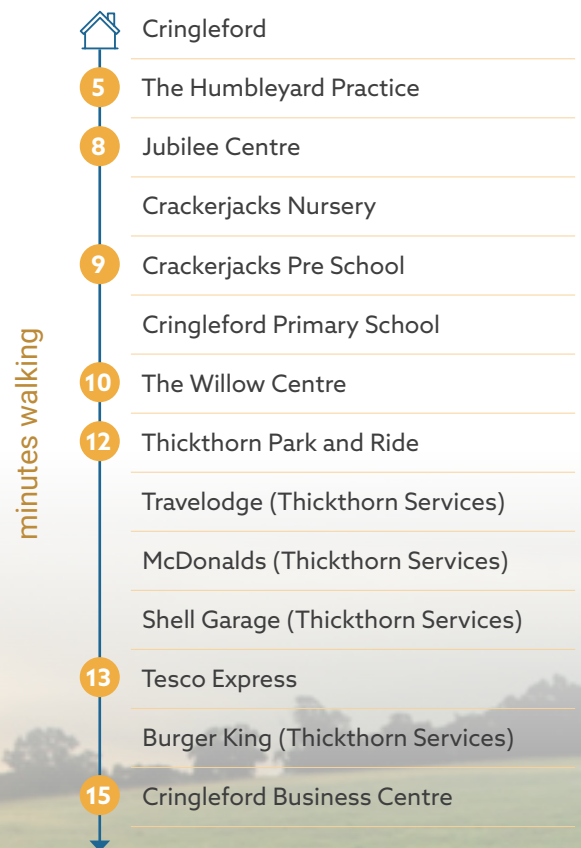 Cringleford
5 The Humbleyard Practice
8 Jubilee Centre
Crackerjacks Nursery
9 Crackerjacks Pre School
Cringleford Primary School
10 The Willow Centre
12 Thickthorn Park and Ride
Travelodge (Thickthorn Services)
McDonalds (Thickthorn Services)
Shell Garage (Thickthorn Services)
13 Tesco Express
Burger King (Thickthorn Services)
15 Cringleford Business Centre
minutes walking